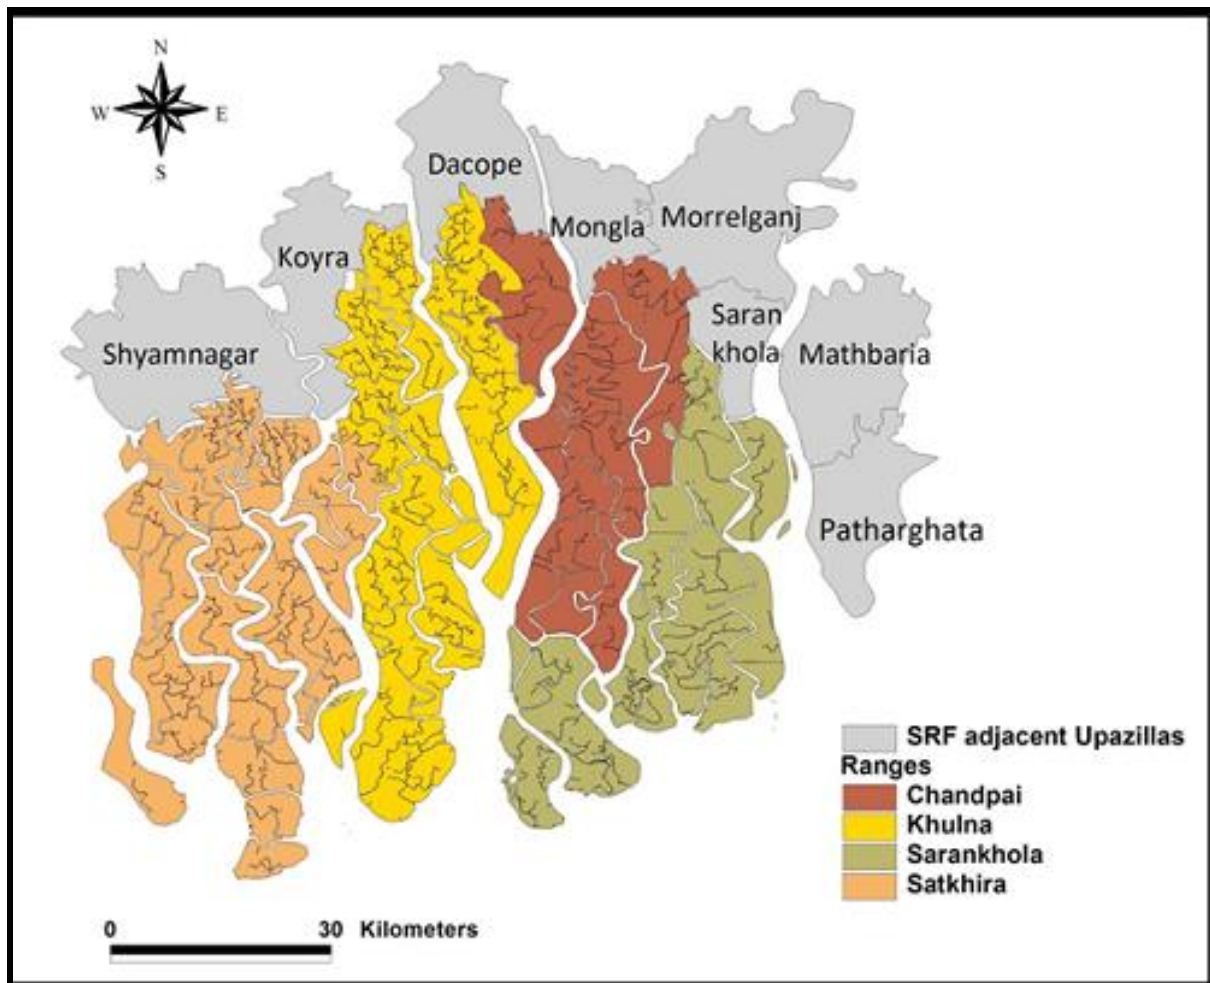 N
W E
S
Dacope
Mongla
Morrelganj
Koyra
Shyamnagar
Saran
khola
Mathbaria
Patharghata
SRF adjacent Upazillas
Ranges
Chandpai
Khulna
Sarankhola
Satkhira
0 30 Kilometers